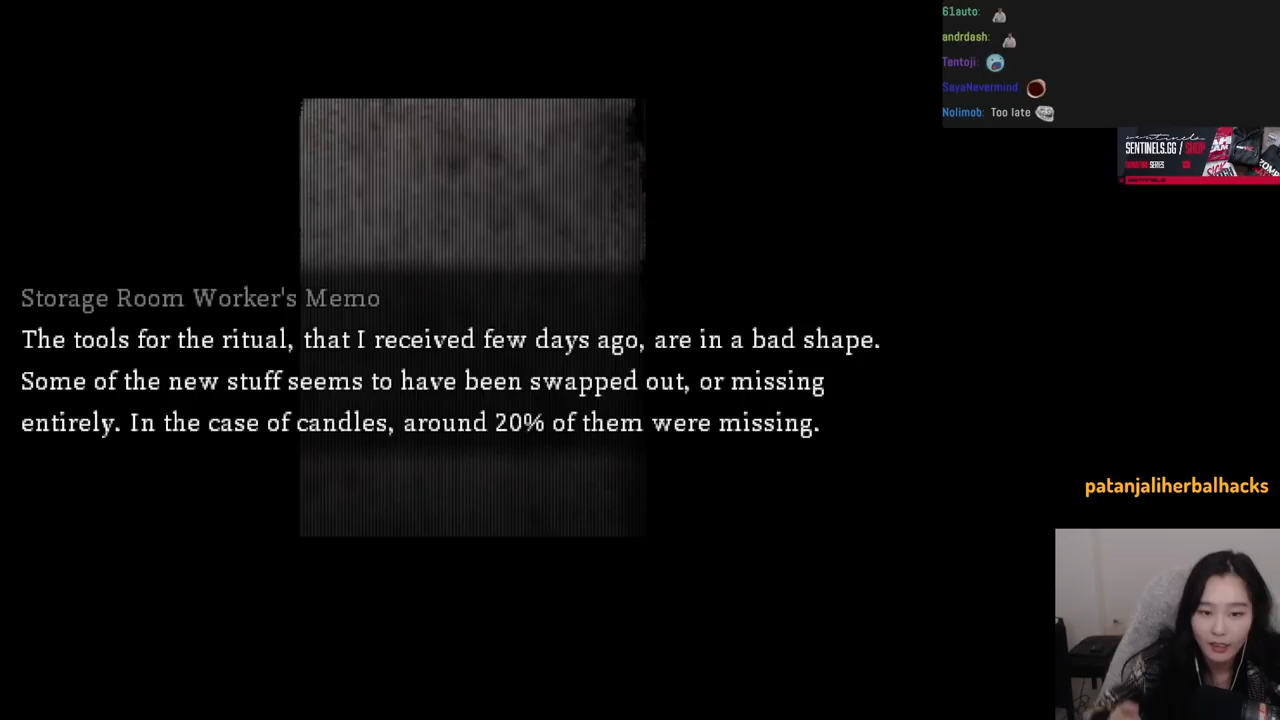 61auto:
andrdash:
Tentoji:
SayaNevermind
Nolimob: Too late
SENTINELS.GG / SHOP
Storage Room Worker's Memo
The tools for the ritual, that I received few days ago, are in a bad shape.
Some of the new stuff seems to have been swapped out, or missing
entirely. In the case of candles, around 20% of them were missing.
patanjaliherbalhacks